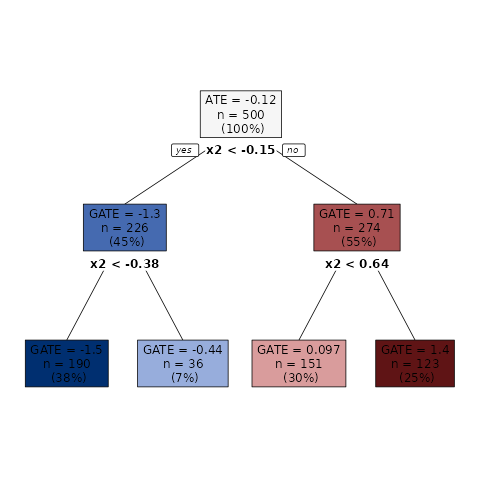 ATE = -0.12
n = 500
(100%)
yes x2 < -0.15 no
GATE = -1.3
n = 226
(45%)
GATE = 0.71
n = 274
(55%)
x2 < -0.38
x2 < 0.64
GATE = -1.5
n = 190
(38%)
GATE = -0.44
n = 36
(7%)
GATE = 0.097
n = 151
(30%)
GATE = 1.4
n = 123
(25%)